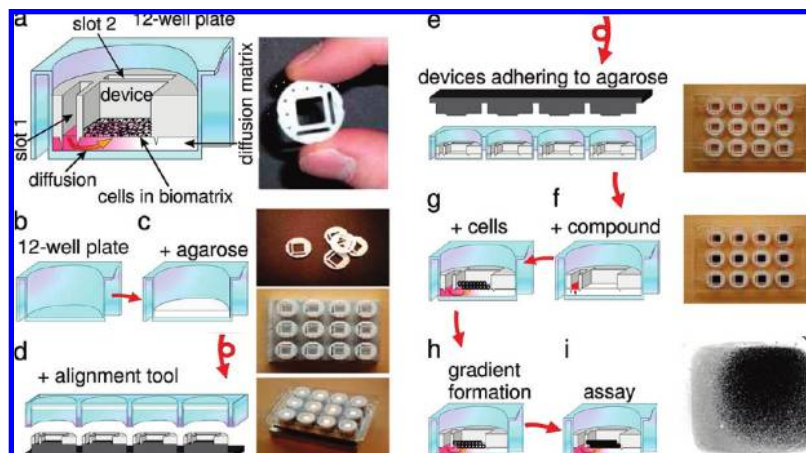 a
12-well plate
slot 2
device
slot 1
diffusion matrix
diffusion
cells in biomatrix
b
12-well plate
c
+ agarose
d
+ alignment tool
e
devices adhering to agarose
g
+ cells
f
+ compound
h
gradient
formation
i
assay